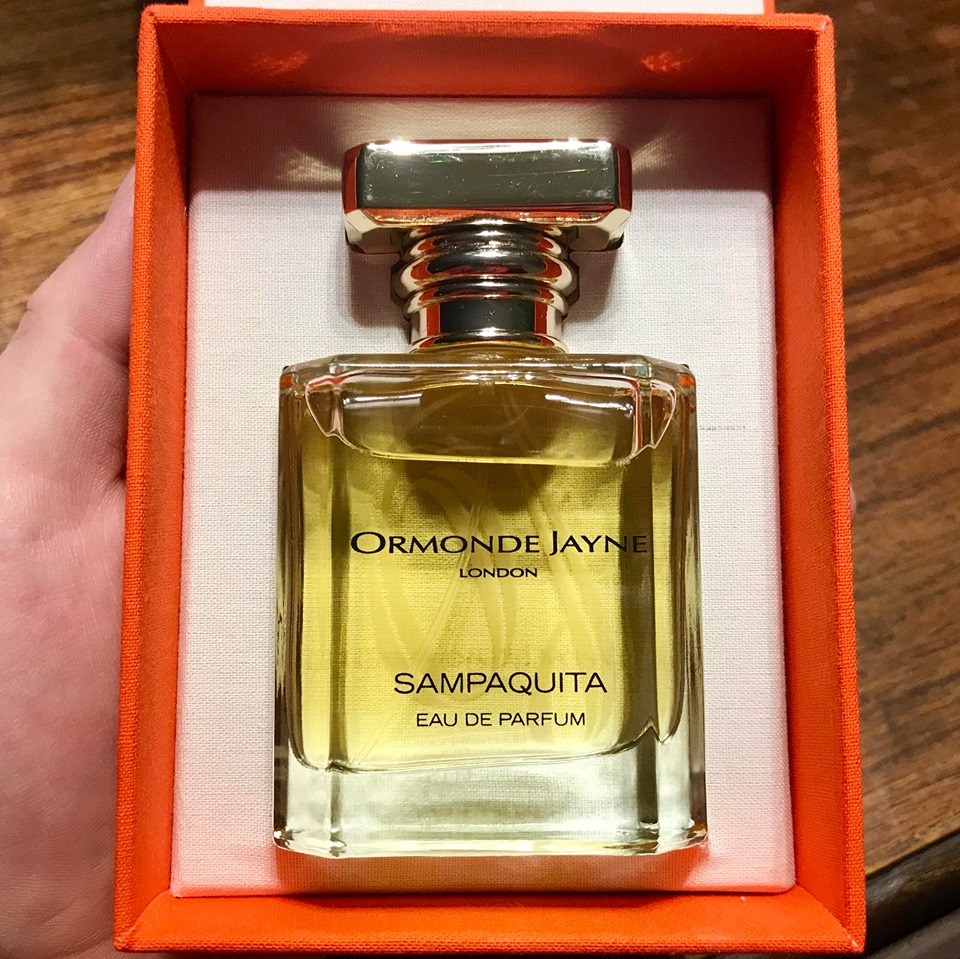 ORMONDE JAYNE
LONDON
SAMPAQUITA
EAU DE PARFUM